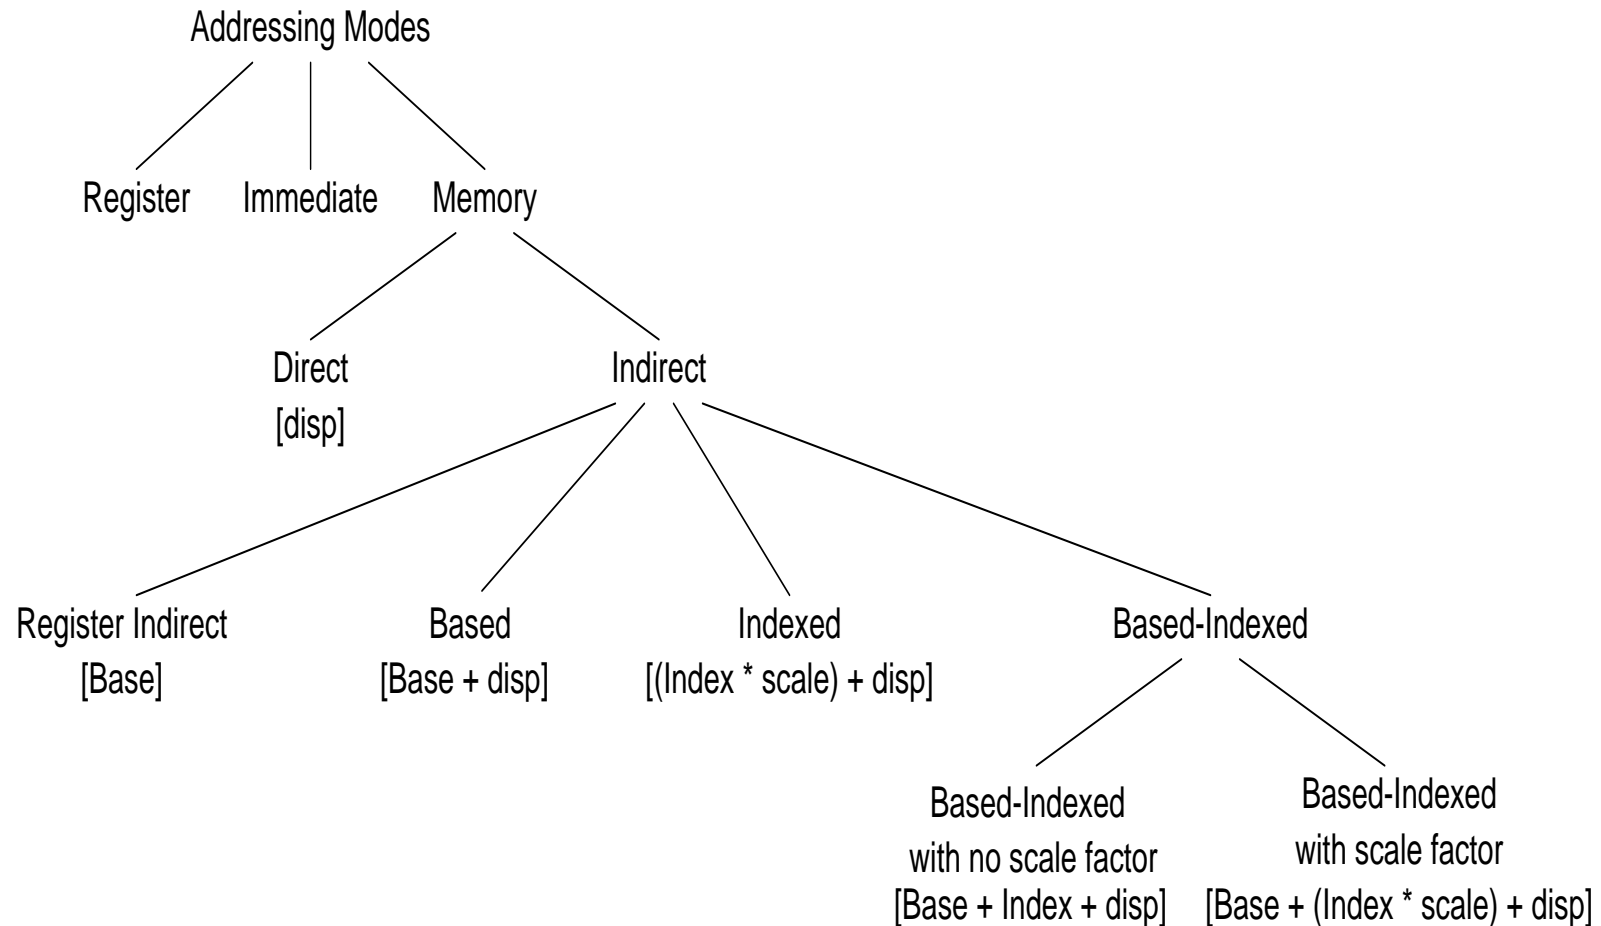 Addressing Modes
Register
Immediate
Memory
Direct
[disp]
Indirect
Register Indirect
[Base]
Based
[Base + disp]
Indexed
[(Index * scale) + disp]
Based-Indexed
Based-Indexed
with no scale factor
[Base + Index + disp]
Based-Indexed
with scale factor
[Base + (Index * scale) + disp]